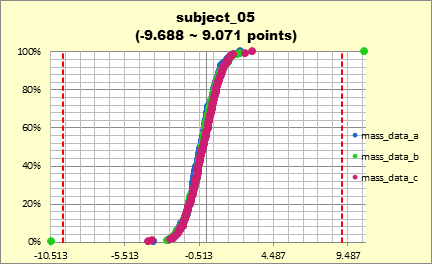 subject_05
(-9.688 ~ 9.071 points)
100%
80%
60%
40%
20%
0%
-10.513
-5.513
-0.513
4.487
9.487
mass_data_a
mass_data_b
mass_data_c